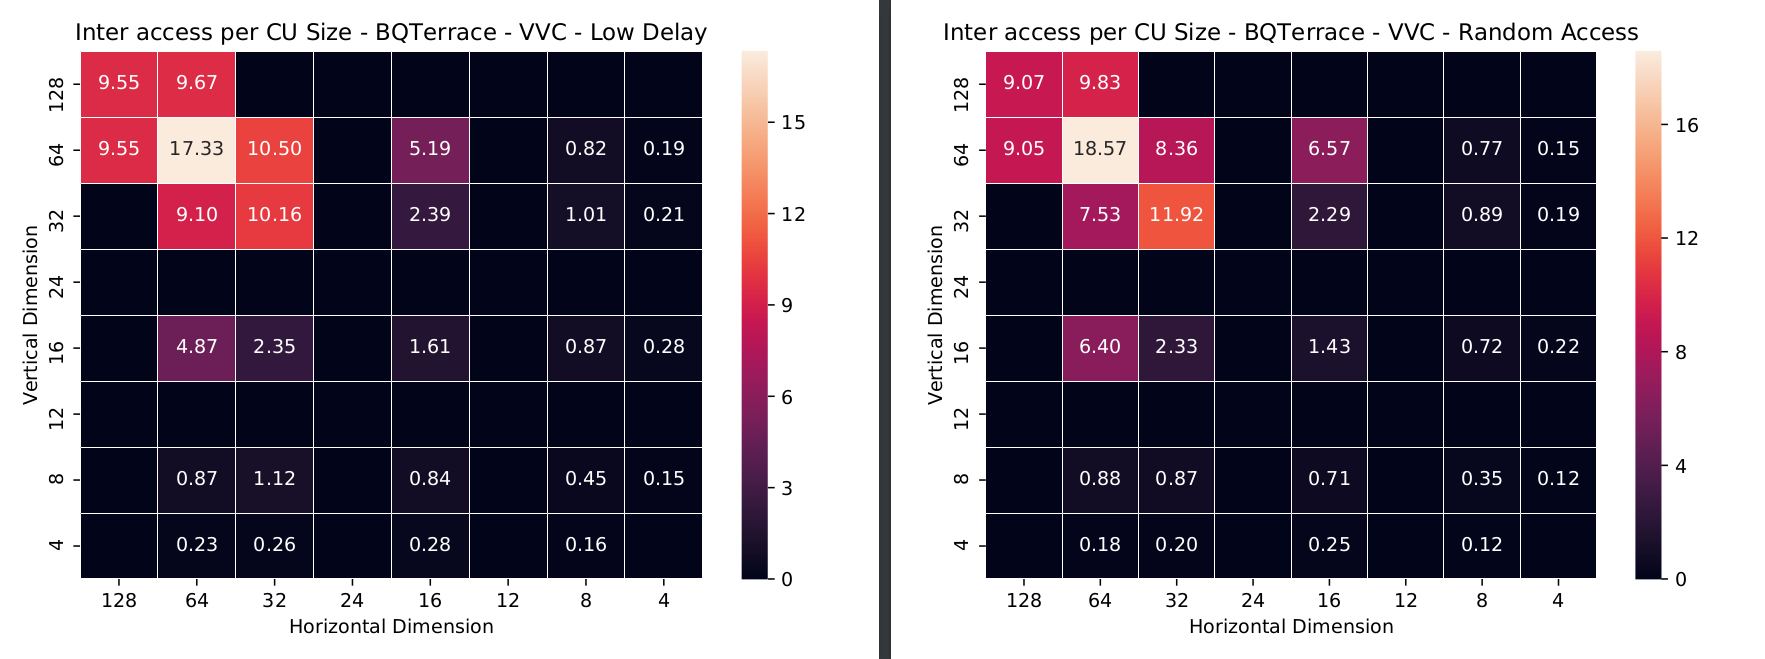 Inter access per CU Size - BQTerrace - VVC - Low Delay
128 9.55 9.67
64 9.55 17.33 10.50 5.19 0.82 0.19
32 9.10 10.16 2.39 1.01 0.21
24
16 4.87 2.35 1.61 0.87 0.28
12
8 0.87 1.12 0.84 0.45 0.15
4 0.23 0.26 0.28 0.16
128 64 32 24 16 12 8 4
Horizontal Dimension
Vertical Dimension
15
12
9
6
3
0
Inter access per CU Size - BQTerrace - VVC - Random Access
128 9.07 9.83
64 9.05 18.57 8.36 6.57 0.77 0.15
32 7.53 11.92 2.29 0.89 0.19
24
16 6.40 2.33 1.43 0.72 0.22
12
8 0.88 0.87 0.71 0.35 0.12
4 0.18 0.20 0.25 0.12
128 64 32 24 16 12 8 4
Horizontal Dimension
Vertical Dimension
16
12
8
4
0